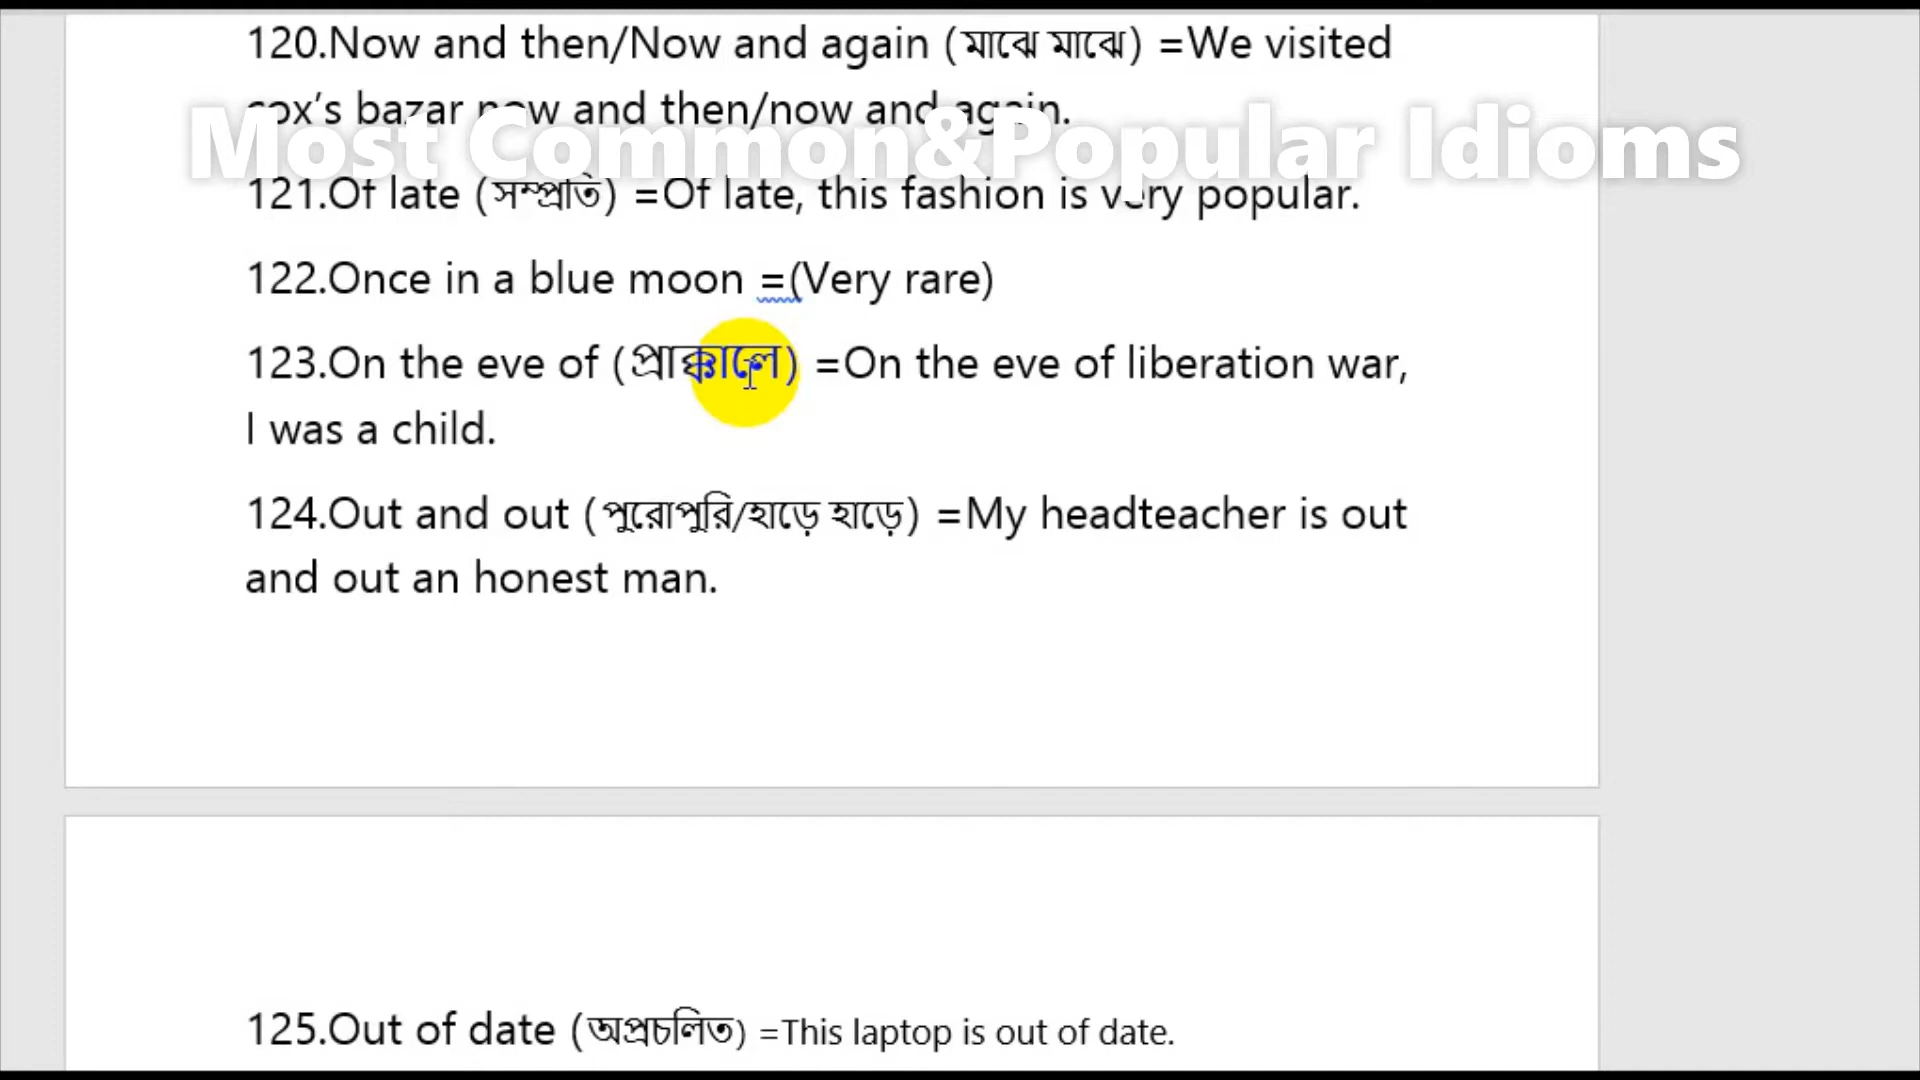 120.Now and then/Now and again (মাঝে মাঝে) =We visited
cox’s bazar now and then/now and again.
Most Common&Popular Idioms
121.Of late (সম্প্রতি) =Of late, this fashion is very popular.
122.Once in a blue moon =(Very rare)
123.On the eve of (প্রাক্কালে) =On the eve of liberation war,
I was a child.
124.Out and out (পুরোপুরি/হাড়ে হাড়ে) =My headteacher is out
and out an honest man.
125.Out of date (অপ্রচলিত) =This laptop is out of date.